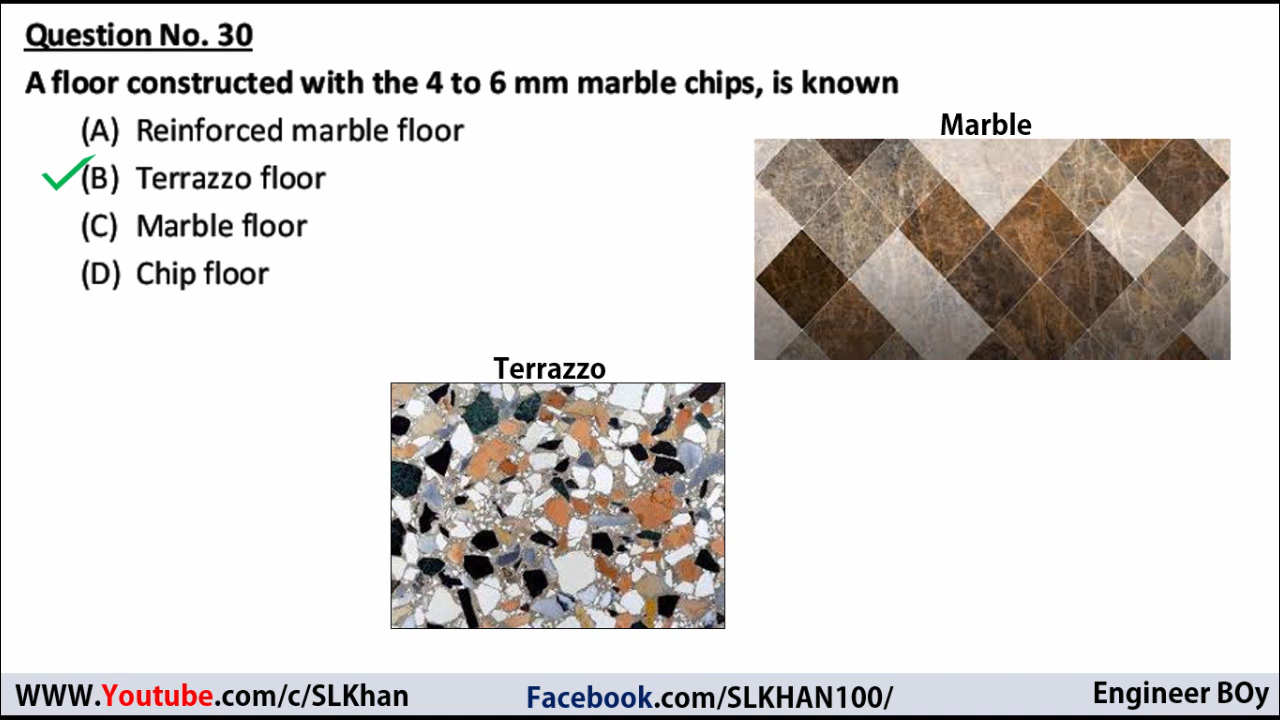 Question No. 30
A floor constructed with the 4 to 6 mm marble chips, is known
(A) Reinforced marble floor
(B) Terrazzo floor
(C) Marble floor
(D) Chip floor
Marble
Terrazzo
WWW.Youtube.com/c/SLKhan
Facebook.com/SLKHAN100/
Engineer BOy